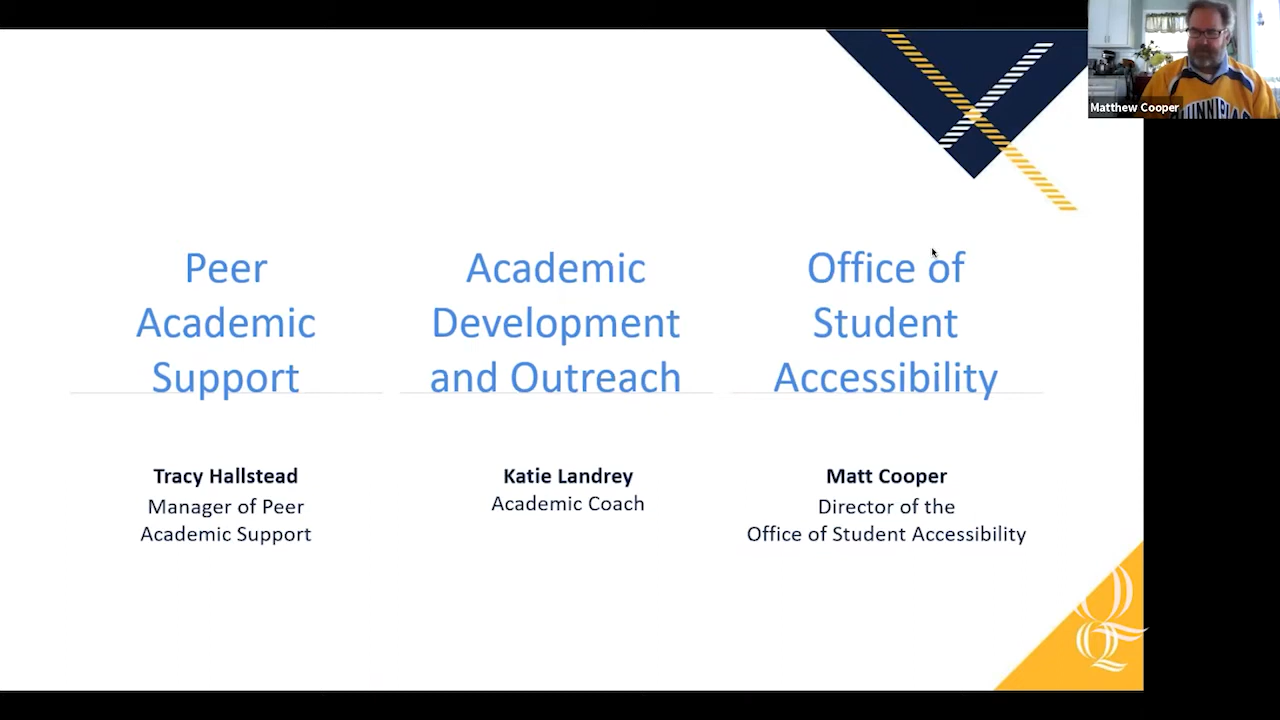 Matthew Cooper
Peer
Academic
Support
Academic
Development
and Outreach
Office of
Student
Accessibility
Tracy Hallstead
Manager of Peer
Academic Support
Katie Landrey
Academic Coach
Matt Cooper
Director of the
Office of Student Accessibility